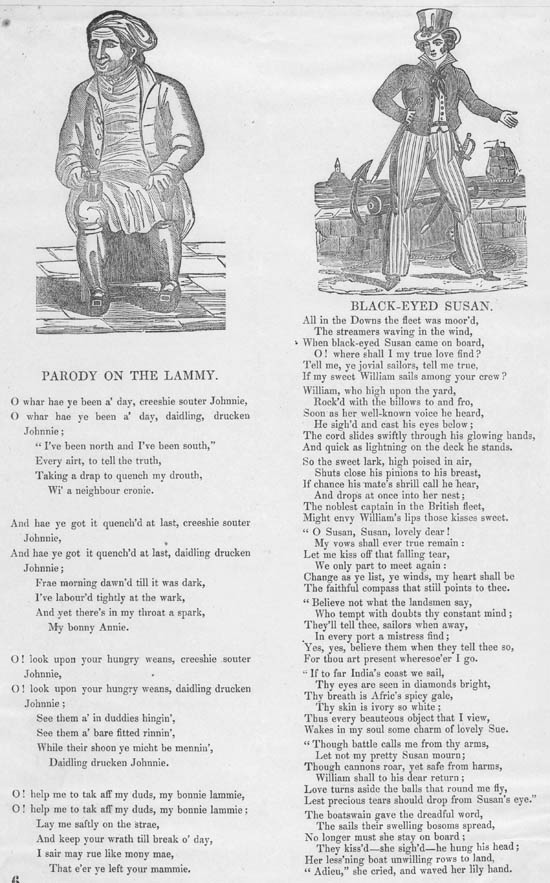 PARODY ON THE LAMMY.
O whar hae ye been a' day, creeshie souter Johnnie,
O whar hae ye been a' day, daidling, drucken
Johnnie;
"I've been north and I've been south,"
Every airt, to tell the truth,
Taking a drap to quench my drouth,
Wi' a neighbour cronie.
And hae ye got it quench'd at last, creeshie souter
Johnnie,
And hae ye got it quench'd at last, daidling drucken
Johnnie;
Frae morning dawn'd till it was dark,
I've labour'd tightly at the wark,
And yet there's in my throat a spark,
My bonny Annie.
O! look upon your hungry weans, creeshie souter
Johnnie,
O! look upon your hungry weans, daidling drucken
Johnnie;
See them a' in duddies hingin',
See them a' bare fitted rinnin',
While their shoon ye micht be mennin',
Daidling drucken Johnnie.
O! help me to tak aff my duds, my bonnie lammie,
O! help me to tak aff my duds, my bonnie lammie;
Lay me saftly on the strae,
And keep your wrath till break o' day,
I sair may rue like mony mae,
That e'er ye left your mammie.
6
BLACK-EYED SUSAN.
All in the Downs the fleet was moor'd,
The streamers waving in the wind,
When black-eyed Susan came on board,
O! where shall I my true love find?
Tell me, ye jovial sailors, tell me true,
If my sweet William sails among your crew?
William, who high upon the yard,
Rock'd with the billows to and fro,
Soon as her well-known voice he heard,
He sigh'd and cast his eyes below;
The cord slides swiftly through his glowing hands,
And quick as lightning on the deck he stands.
So the sweet lark, high poised in air,
Shuts close his pinions to his breast,
If chance his mate's shrill call he hear,
And drops at once into her nest;
The noblest captain in the British fleet,
Might envy William's lips those kisses sweet.
"O Susan, Susan, lovely dear!
My vows shall ever true remain:
Let me kiss off that falling tear,
We only part to meet again:
Change as ye list, ye winds, my heart shall be
The faithful compass that still points to thee.
"Believe not what the landsmen say,
Who tempt with doubts thy constant mind;
They'll tell thee, sailors when away,
In every port a mistress find;
Yes, yes, believe them when they tell thee so,
For thou art present wheresoe'er I go.
"If to far India's coast we sail,
Thy eyes are seen in diamonds bright,
Thy breath is Afric's spicy gale,
Thy skin is ivory so white;
Thus every beauteous object that I view,
Wakes in my soul some charm of lovely Sue.
"Though battle calls me from thy arms,
Let not my pretty Susan mourn;
Though cannons roar, yet safe from harms,
William shall to his dear return;
Love turns aside the balls that round me fly,
Lest precious tears should drop from Susan's eye."
The boatswain gave the dreadful word,
The sails their swelling bosoms spread,
No longer must she stay on board;
They kiss'd—she sigh'd—he hung his head;
Her less'ning boat unwilling rows to land,
"Adieu," she cried, and waved her lily hand.